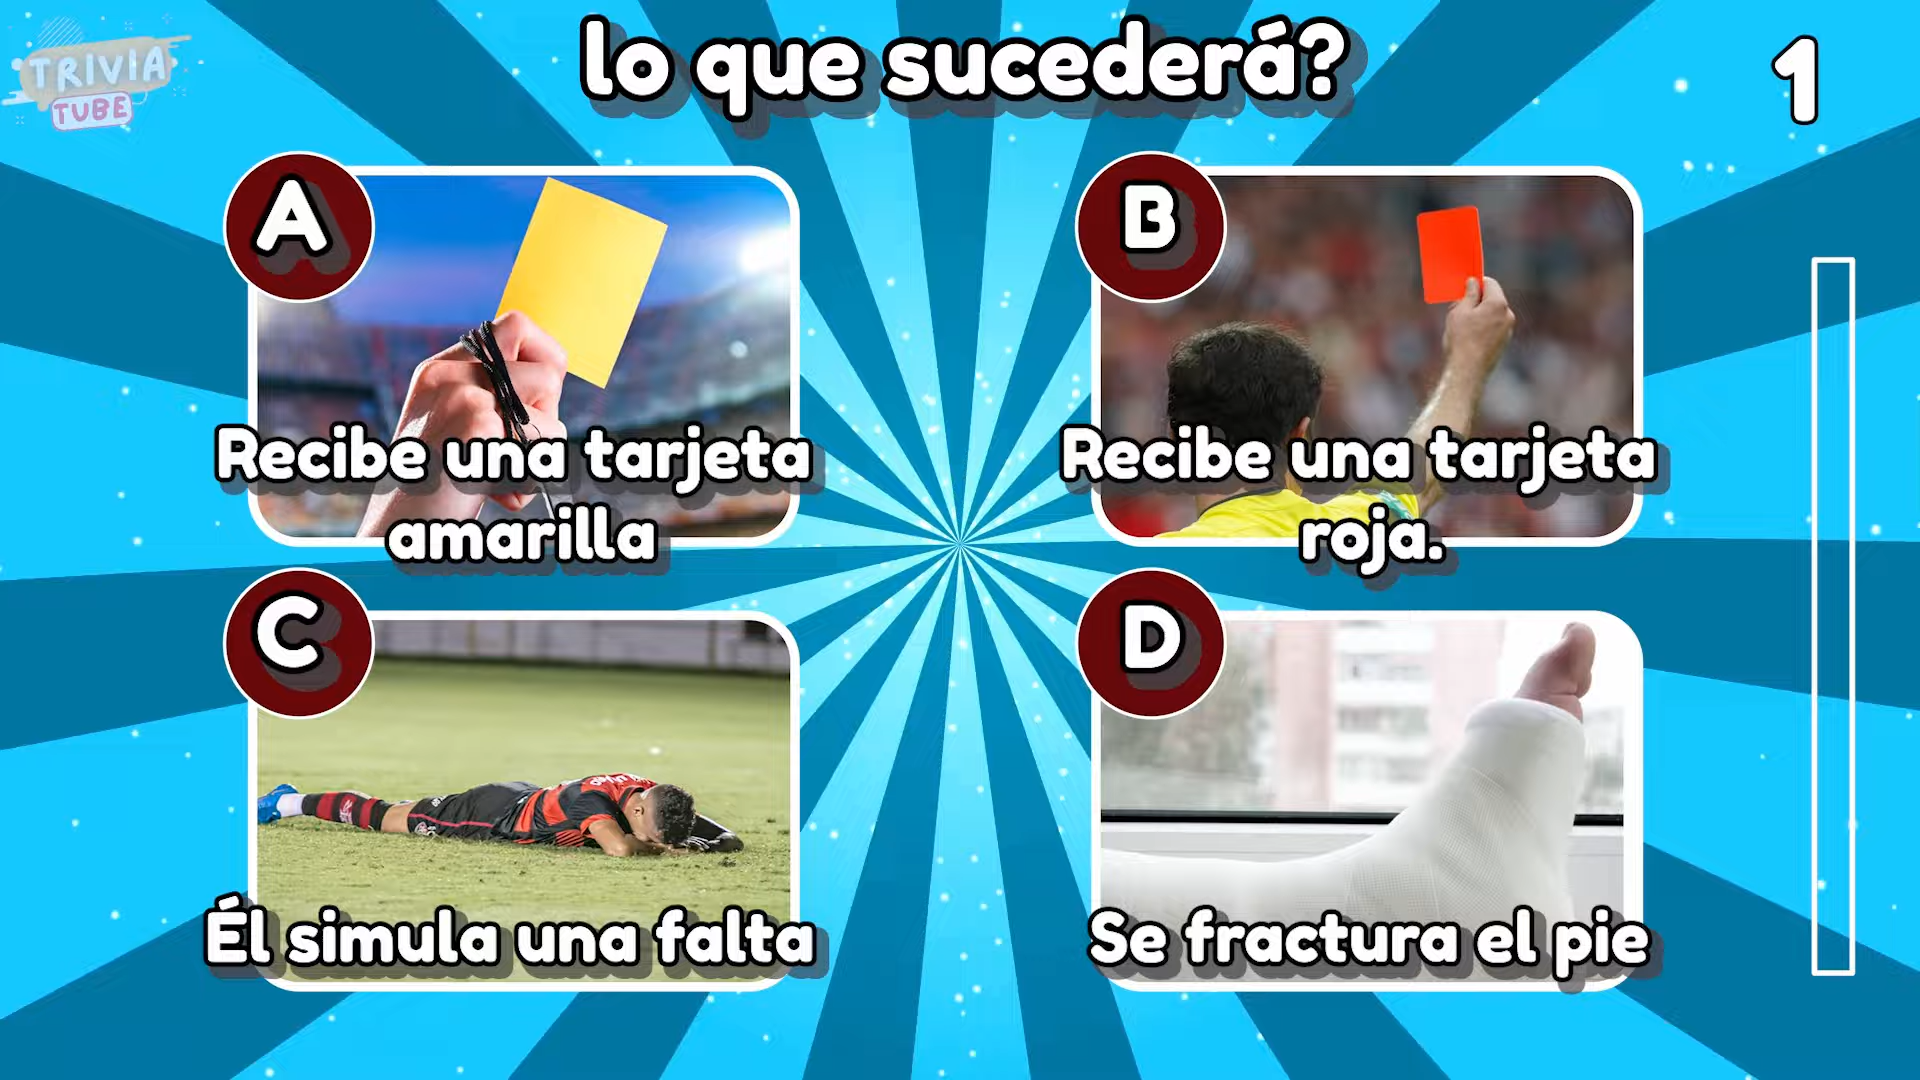 TRIVIA
TUBE
lo que sucederá?
1
A
Recibe una tarjeta
amarilla
B
Recibe una tarjeta
roja.
C
Él simula una falta
D
Se fractura el pie